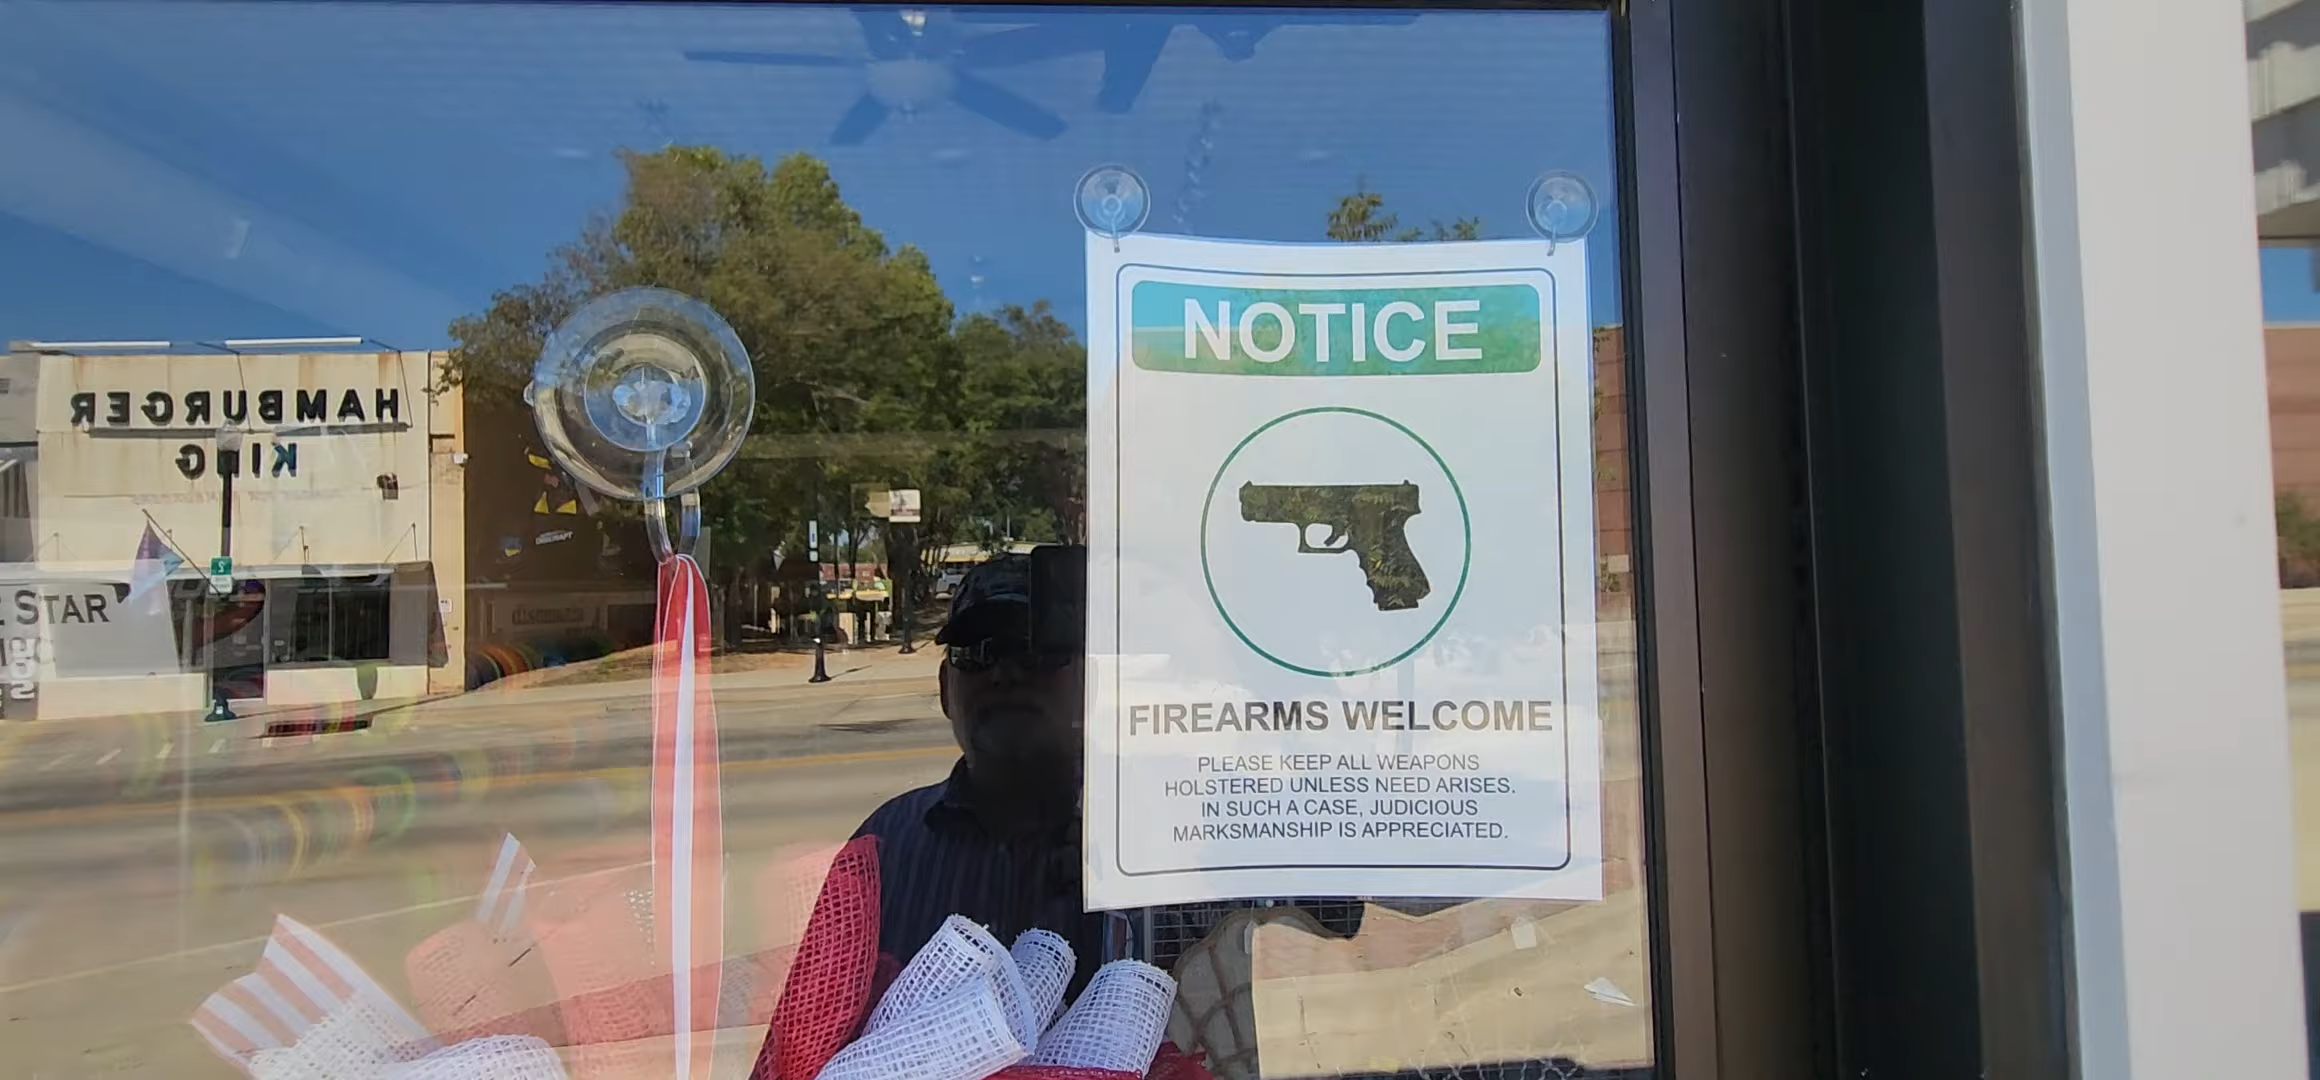 HAMBURGER
KING
STAR
NOTICE
FIREARMS WELCOME
PLEASE KEEP ALL WEAPONS
HOLSTERED UNLESS NEED ARISES.
IN SUCH A CASE, JUDICIOUS
MARKSMANSHIP IS APPRECIATED.